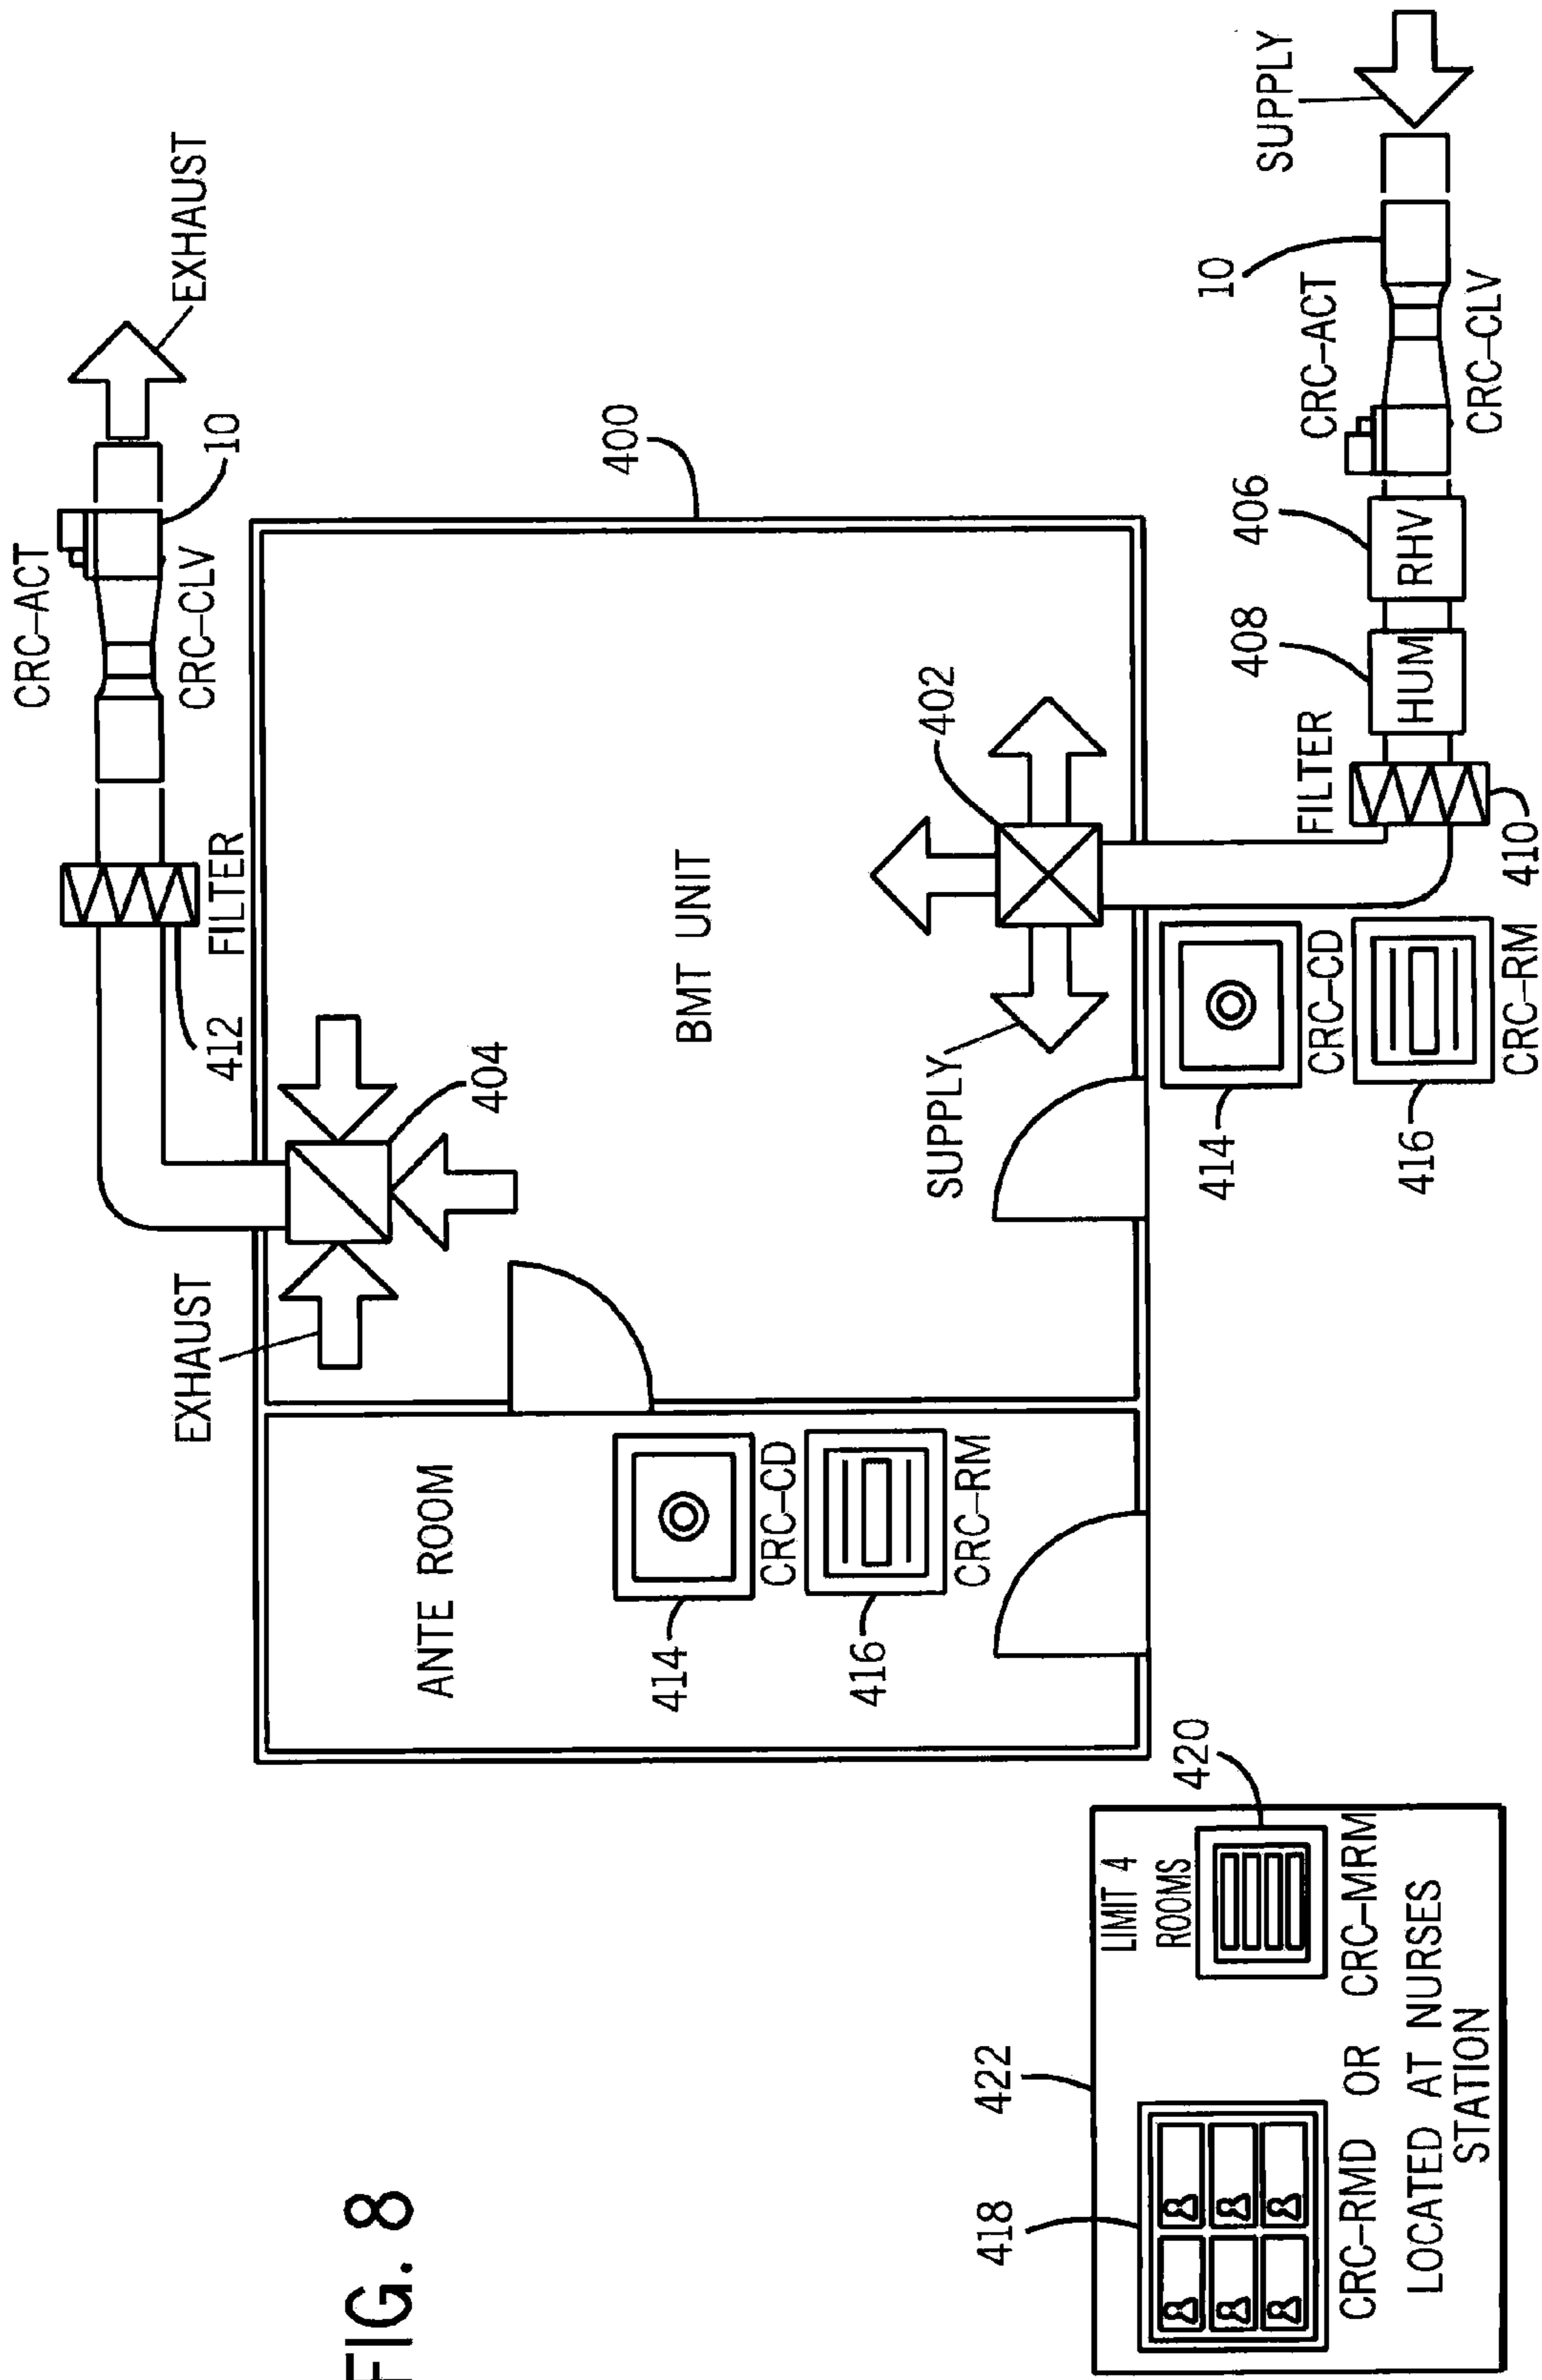 FIG. 8
CRC–ACT
CRC–CLV
10
EXHAUST
FILTER
412
EXHAUST
404
400
ANTE ROOM
BMT UNIT
414
CRC–CD
416
CRC–RM
SUPPLY
402
414
CRC–CD
416
CRC–RM
FILTER
410
408
HUM
406
RHV
CRC–ACT
CRC–CLV
10
SUPPLY
422
418
420
LIMIT 4
ROOMS
CRC–RMD OR CRC–MRM
LOCATED AT NURSES
STATION